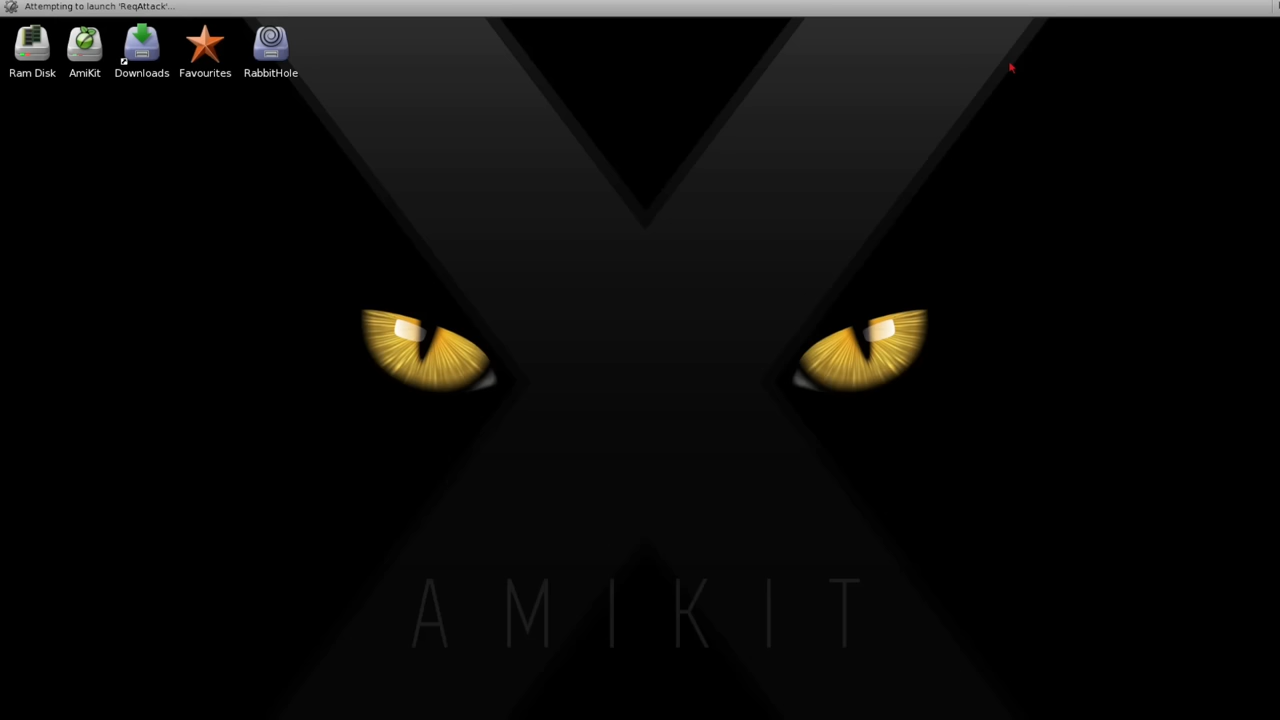 Attempting to launch 'ReqAttack'...
Ram Disk
AmiKit
Downloads
Favourites
RabbitHole
AMIKIT